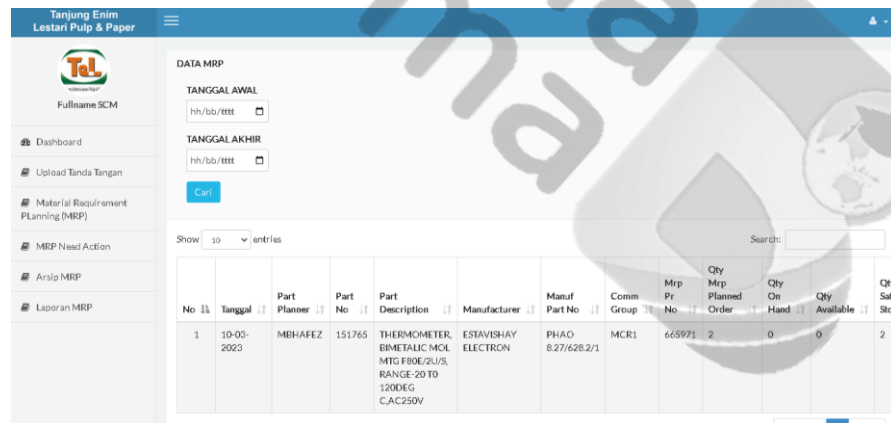 Tanjung Enim
Lestari Pulp & Paper
TeL
Fullname SCM
Dashboard
Upload Tanda Tangan
Material Requirement
PLanning (MRP)
MRP Need Action
Arsip MRP
Laporan MRP
DATA MRP
TANGGAL AWAL
hh/bb/tttt
TANGGAL AKHIR
hh/bb/tttt
Cari
Show 10 entries
Search:
No Tanggal Part Planner Part No Part Description Manufacturer Manuf Part No Comm Group Mrp Pr No Qty Mrp Planned Order Qty On Hand Qty Available
1 10-03-2023 MBHAFEZ 151765 THERMOMETER, ESTAVISHAY ELECTRON PHAO 8.27/628.2/1 MCR1 665971 2 0 0 2
BIMETALIC MOL
MTG F80E/2U/S,
RANGE-20 TO
120DEG
C,AC250V